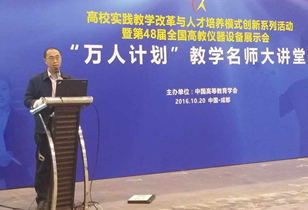 高校实践教学改革与人才培养模式创新系列活动
暨第48届全国高教仪器设备展示会
“万人计划”教学名师大讲堂
主办单位：中国高等教育学会
2016.10.20 中国·成都